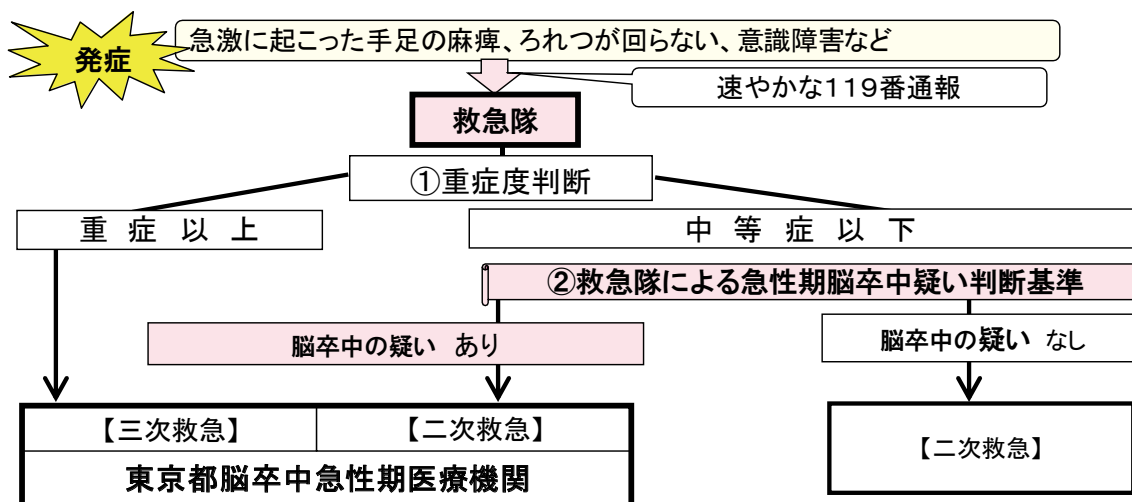 発症
急激に起こった手足の麻痺、ろれつが回らない、意識障害など
速やかな119番通報
救急隊
①重症度判断
重症以上
中等症以下
②救急隊による急性期脳卒中疑い判断基準
脳卒中の疑い あり
脳卒中の疑い なし
【三次救急】
【二次救急】
【二次救急】
東京都脳卒中急性期医療機関